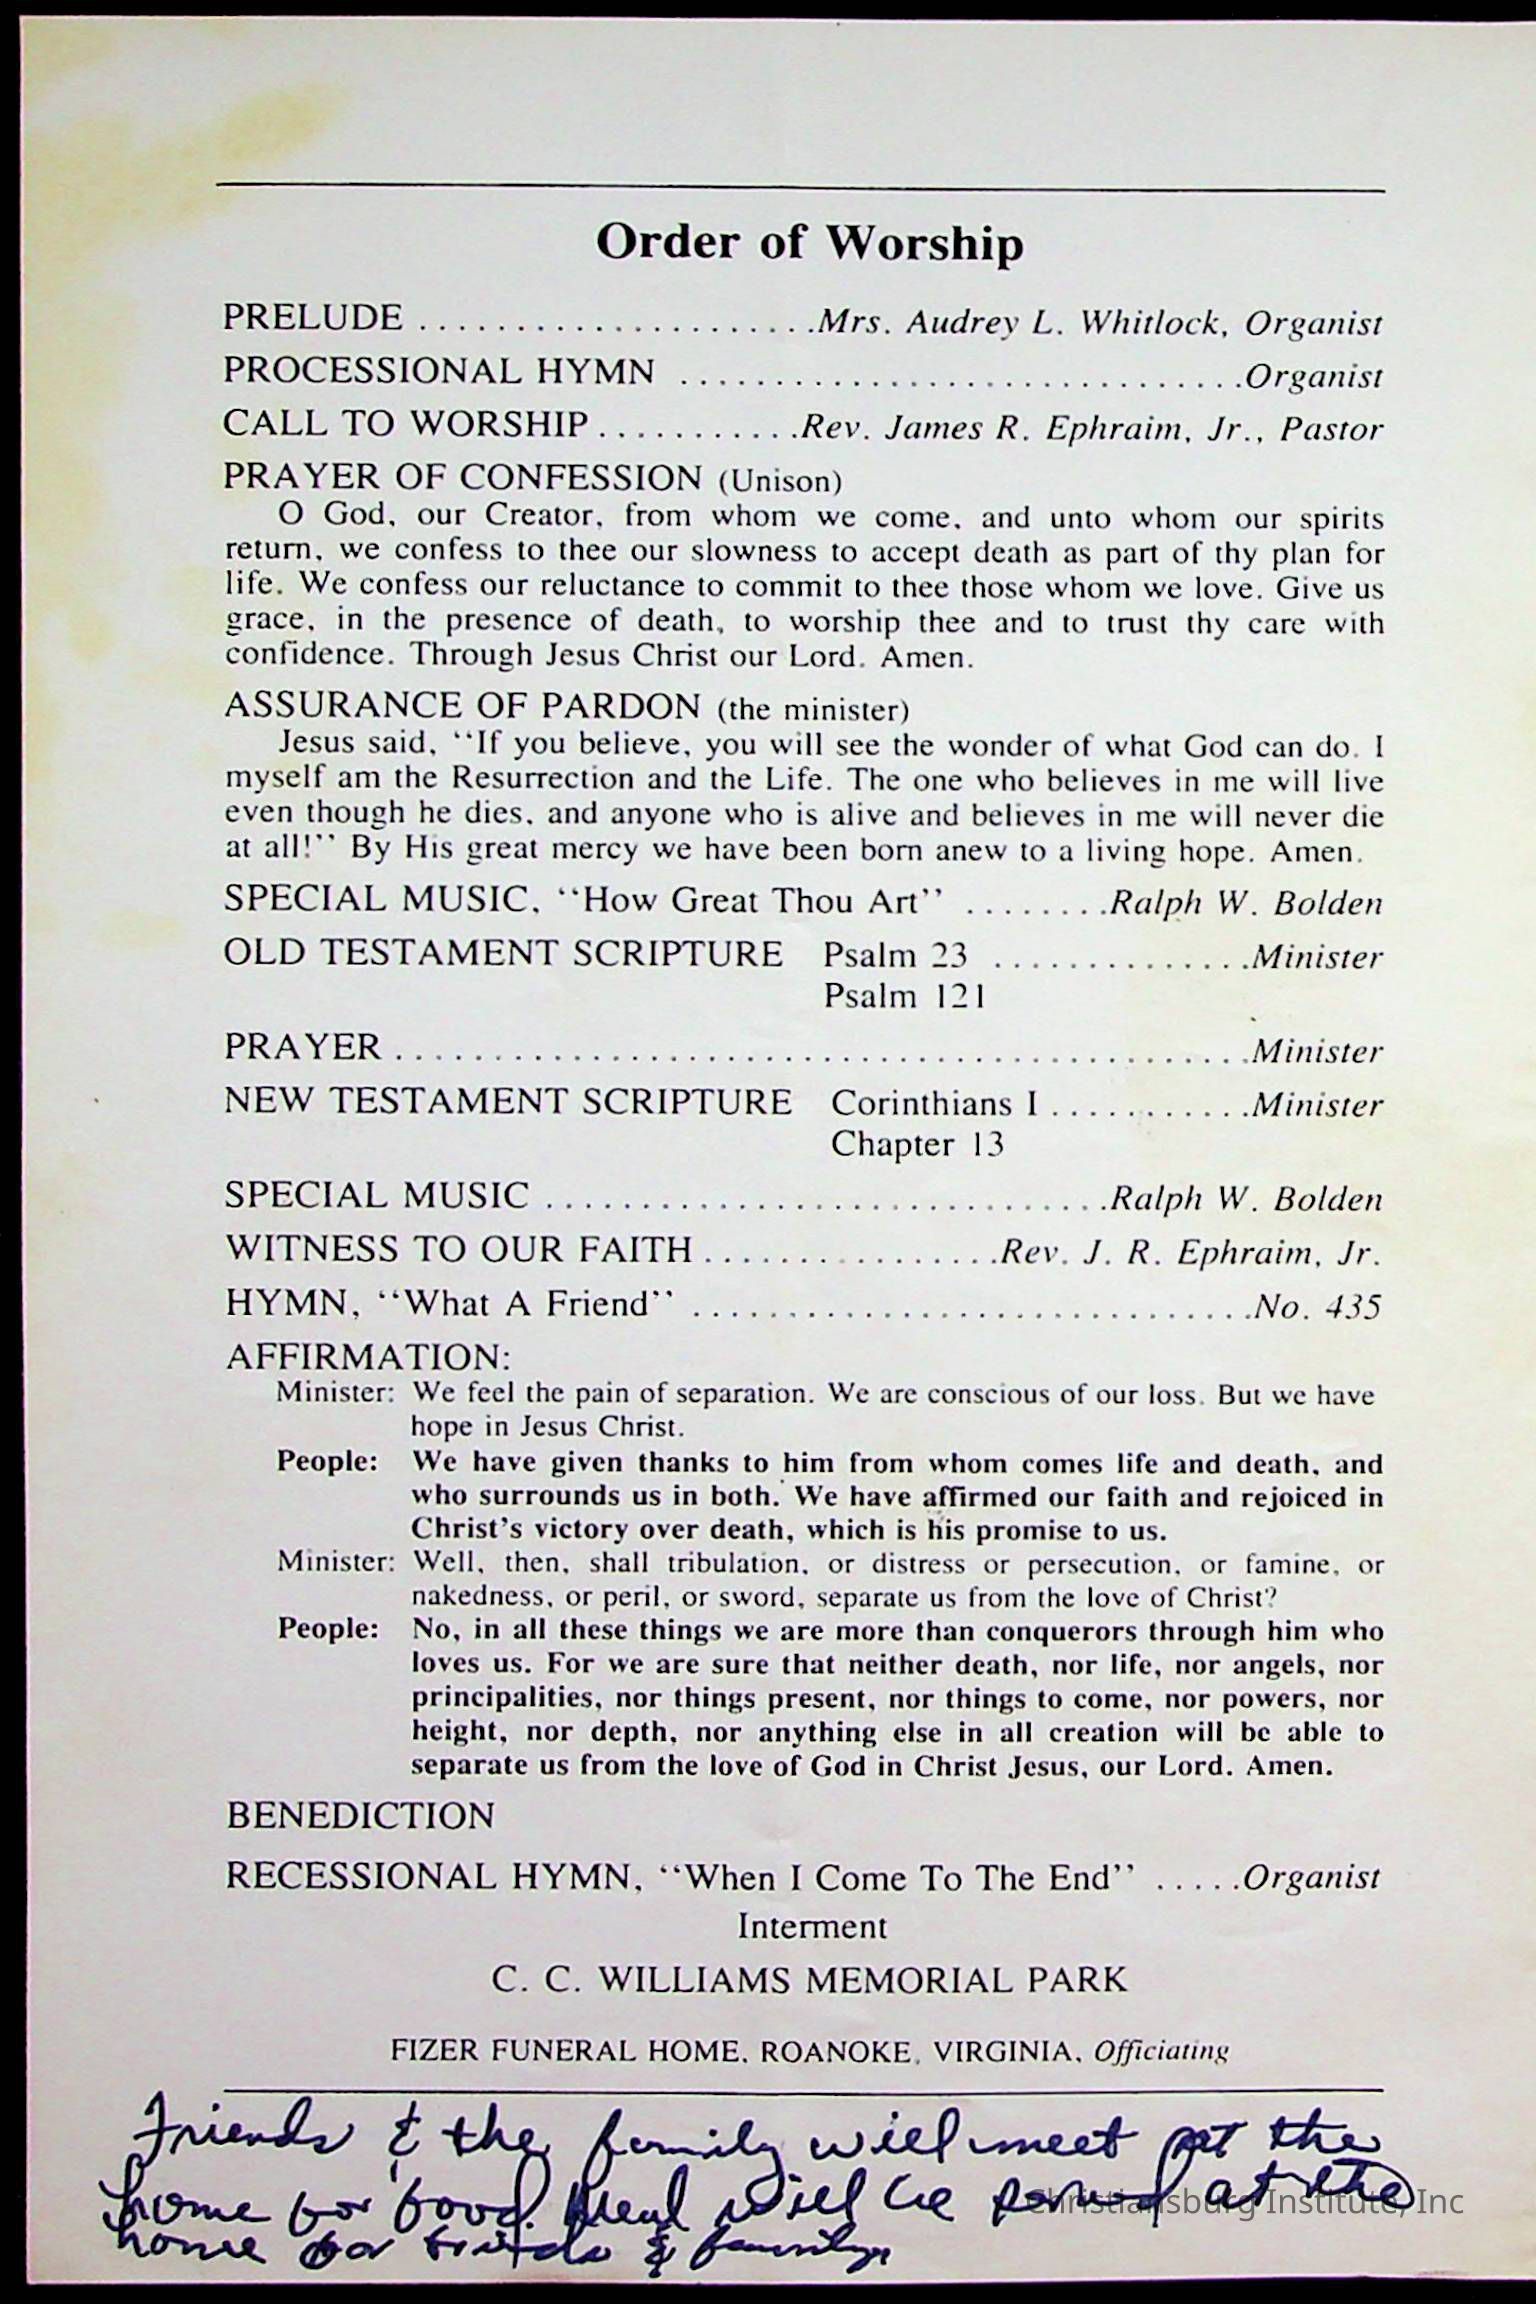 Order of Worship
PRELUDE . . . . . . . . . . . . . . . . . . . . . Mrs. Audrey L. Whitlock, Organist
PROCESSIONAL HYMN . . . . . . . . . . . . . . . . . . . . . . . . . . . . . . Organist
CALL TO WORSHIP . . . . . . . . . . . Rev. James R. Ephraim, Jr., Pastor
PRAYER OF CONFESSION (Unison)
O God, our Creator, from whom we come, and unto whom our spirits
return, we confess to thee our slowness to accept death as part of thy plan for
life. We confess our reluctance to commit to thee those whom we love. Give us
grace, in the presence of death, to worship thee and to trust thy care with
confidence. Through Jesus Christ our Lord. Amen.
ASSURANCE OF PARDON (the minister)
Jesus said, “If you believe, you will see the wonder of what God can do. I
myself am the Resurrection and the Life. The one who believes in me will live
even though he dies, and anyone who is alive and believes in me will never die
at all!” By His great mercy we have been born anew to a living hope. Amen.
SPECIAL MUSIC, “How Great Thou Art” . . . . . . . . Ralph W. Bolden
OLD TESTAMENT SCRIPTURE Psalm 23 . . . . . . . . . . . . . . Minister
Psalm 121
PRAYER . . . . . . . . . . . . . . . . . . . . . . . . . . . . . . . . . . . . . . . . . . . . Minister
NEW TESTAMENT SCRIPTURE Corinthians I . . . . . . . . . . . Minister
Chapter 13
SPECIAL MUSIC . . . . . . . . . . . . . . . . . . . . . . . . . . . . . . Ralph W. Bolden
WITNESS TO OUR FAITH . . . . . . . . . . . . . . . . Rev. J. R. Ephraim, Jr.
HYMN, “What A Friend” . . . . . . . . . . . . . . . . . . . . . . . . . . . . . . No. 435
AFFIRMATION:
Minister: We feel the pain of separation. We are conscious of our loss. But we have
hope in Jesus Christ.
People: We have given thanks to him from whom comes life and death, and
who surrounds us in both. We have affirmed our faith and rejoiced in
Christ’s victory over death, which is his promise to us.
Minister: Well, then, shall tribulation, or distress or persecution, or famine, or
nakedness, or peril, or sword, separate us from the love of Christ?
People: No, in all these things we are more than conquerors through him who
loves us. For we are sure that neither death, nor life, nor angels, nor
principalities, nor things present, nor things to come, nor powers, nor
height, nor depth, nor anything else in all creation will be able to
separate us from the love of God in Christ Jesus, our Lord. Amen.
BENEDICTION
RECESSIONAL HYMN, “When I Come To The End” . . . . . Organist
Interment
C. C. WILLIAMS MEMORIAL PARK
FIZER FUNERAL HOME, ROANOKE, VIRGINIA, Officiating
Friends & the family will meet at the
home for food. Meal will be served at the
home for friends & family
Christiansburg Institute, Inc